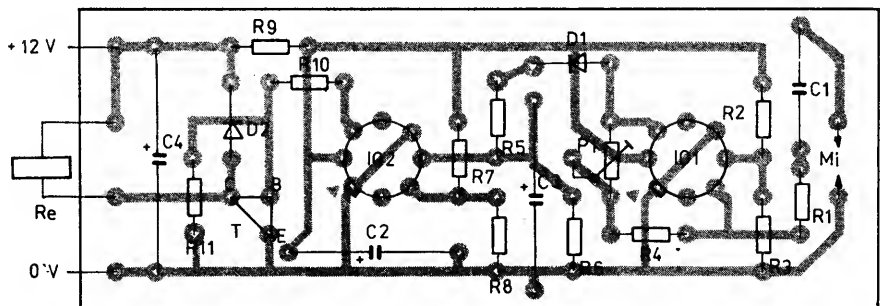 R9
D1
+12 V
R10
C1
R2
D2
C4
P1
+
R5
IC2
IC1
Mi
R7
+
C3
Re
C
B
R1
T
E
C2
R11
+
R4
0 V
R8
R6
R3